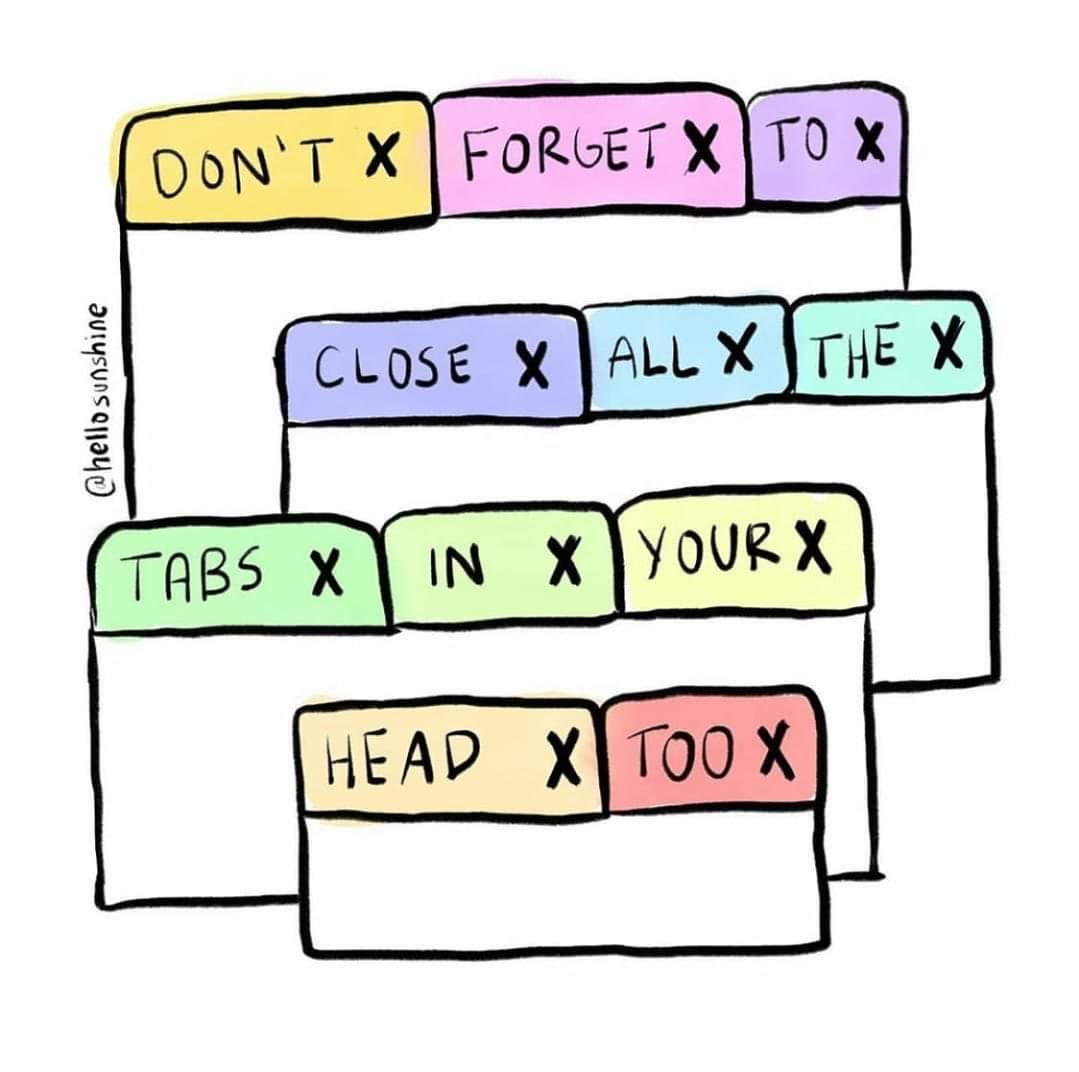 DON'T X FORGET X TO X
CLOSE X ALL X THE X
TABS X IN X YOUR X
HEAD X TOO X
@hellosunshine